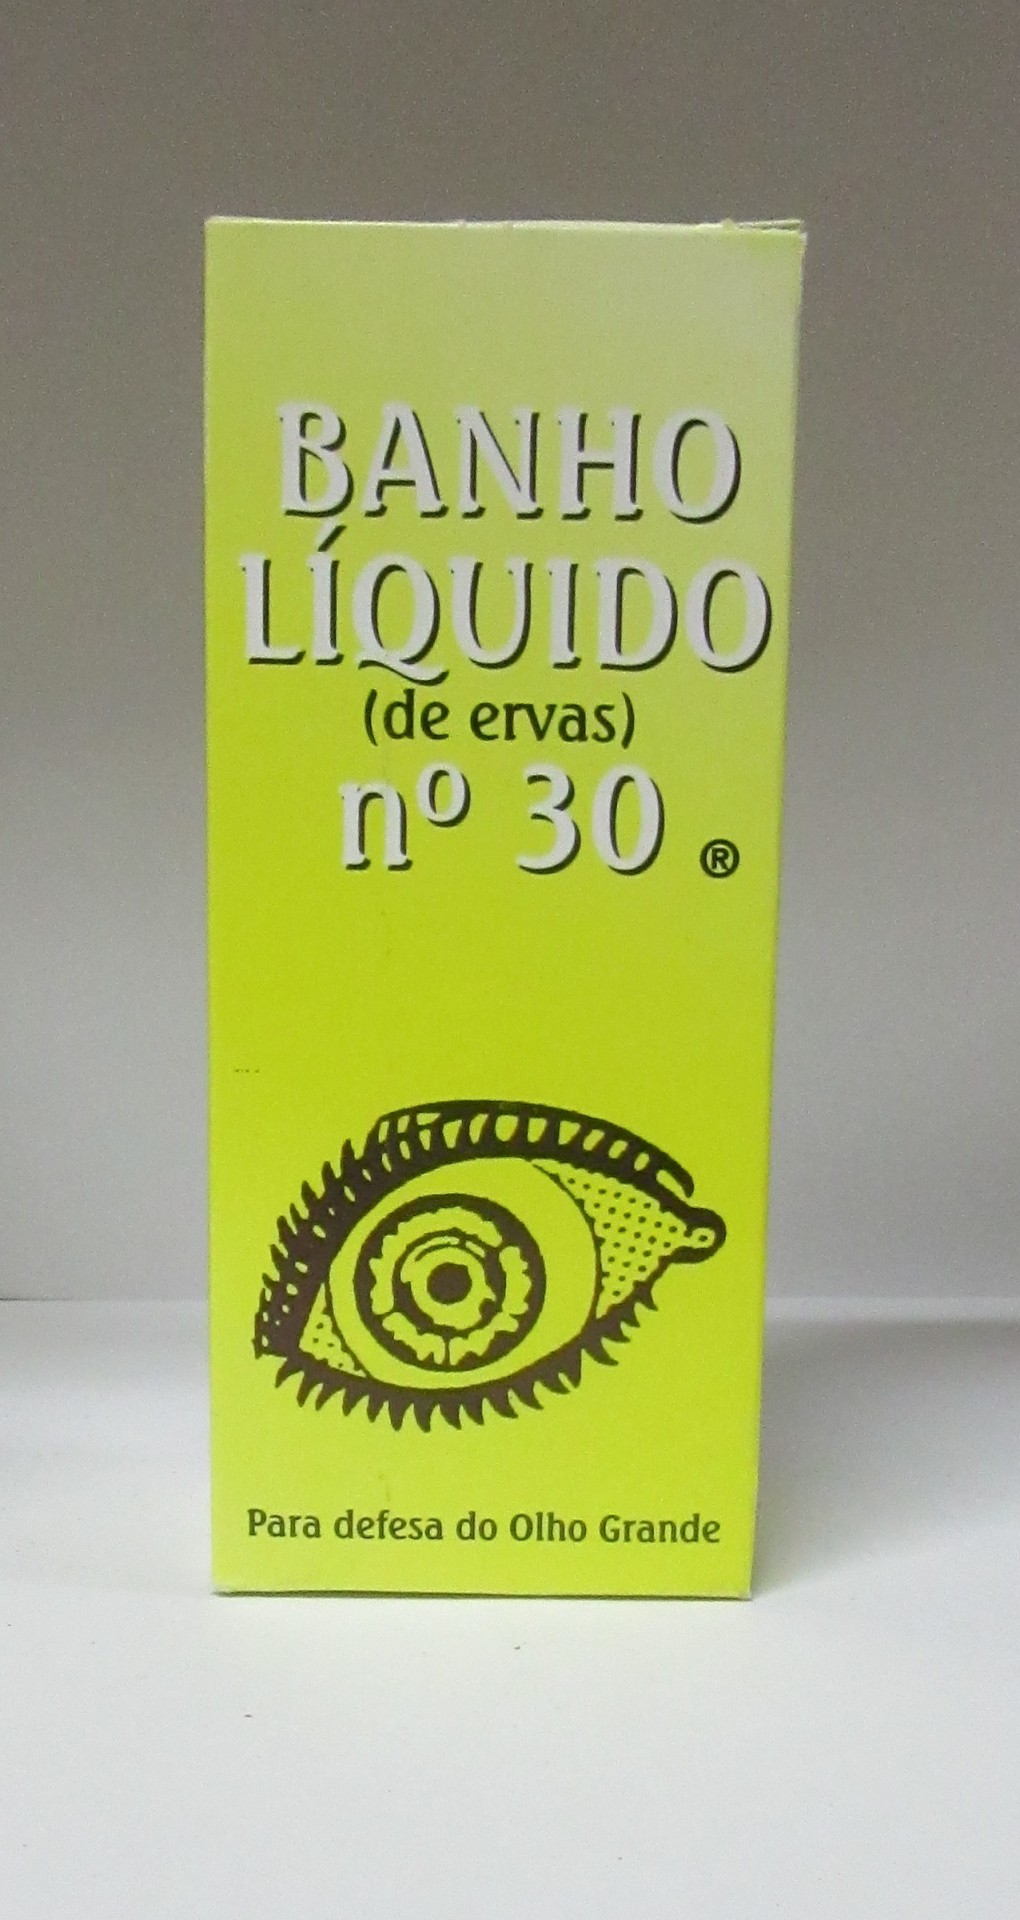 BANHO
LÍQUIDO
(de ervas)
nº 30 ®
Para defesa do Olho Grande